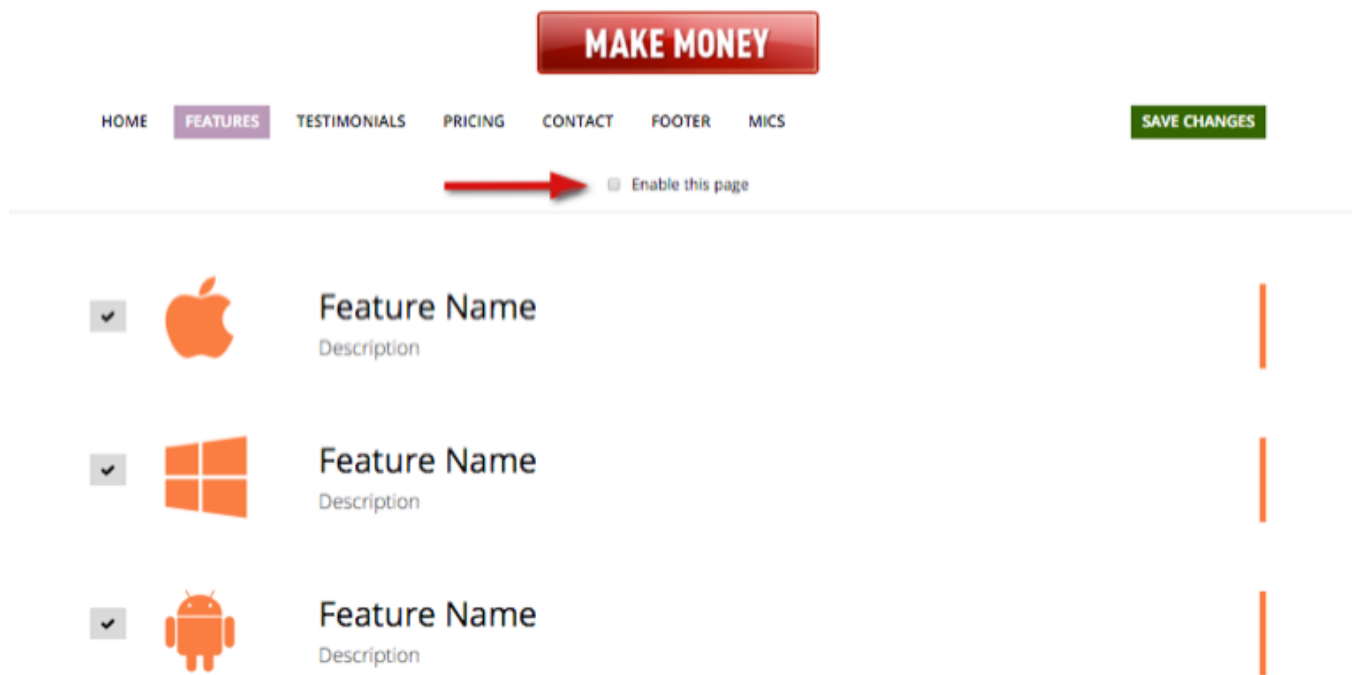 MAKE MONEY
HOME FEATURES TESTIMONIALS PRICING CONTACT FOOTER MICS SAVE CHANGES
Enable this page
Feature Name
Description
Feature Name
Description
Feature Name
Description